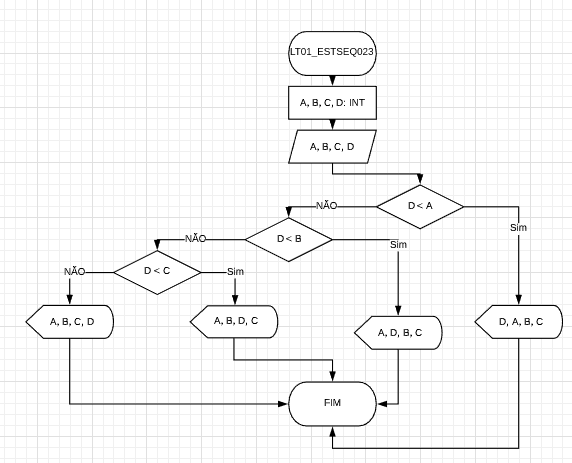 LT01_ESTSEQ023
A, B, C, D: INT
A, B, C, D
D < A
NÃO
Sim
D < B
NÃO
Sim
D < C
NÃO
Sim
A, B, C, D
A, B, D, C
A, D, B, C
D, A, B, C
FIM